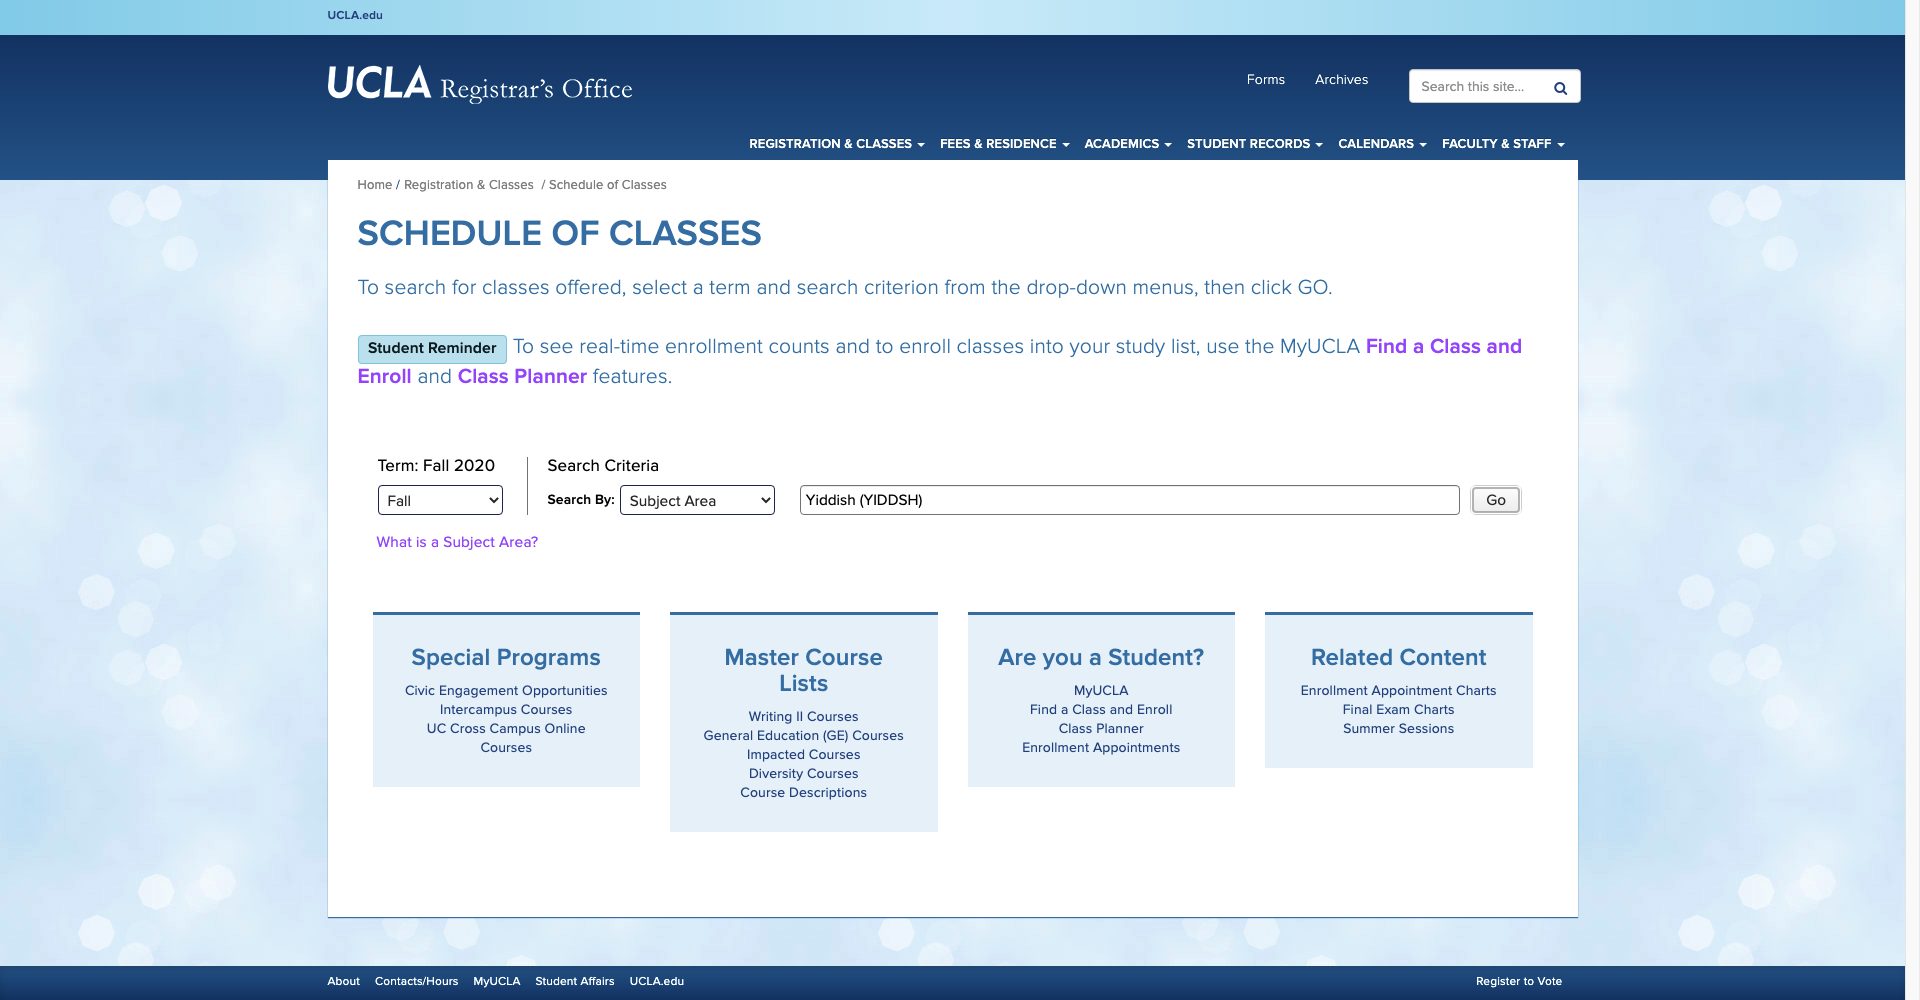 UCLA.edu
UCLA Registrar's Office
Forms Archives Search this site...
REGISTRATION & CLASSES FEES & RESIDENCE ACADEMICS STUDENT RECORDS CALENDARS FACULTY & STAFF
Home / Registration & Classes / Schedule of Classes
SCHEDULE OF CLASSES
To search for classes offered, select a term and search criterion from the drop-down menus, then click GO.
Student Reminder To see real-time enrollment counts and to enroll classes into your study list, use the MyUCLA Find a Class and
Enroll and Class Planner features.
Term: Fall 2020 Search Criteria
Fall Search By: Subject Area Yiddish (YIDDSH) Go
What is a Subject Area?
Special Programs
Civic Engagement Opportunities
Intercampus Courses
UC Cross Campus Online
Courses
Master Course
Lists
Writing II Courses
General Education (GE) Courses
Impacted Courses
Diversity Courses
Course Descriptions
Are you a Student?
MyUCLA
Find a Class and Enroll
Class Planner
Enrollment Appointments
Related Content
Enrollment Appointment Charts
Final Exam Charts
Summer Sessions
About Contacts/Hours MyUCLA Student Affairs UCLA.edu Register to Vote